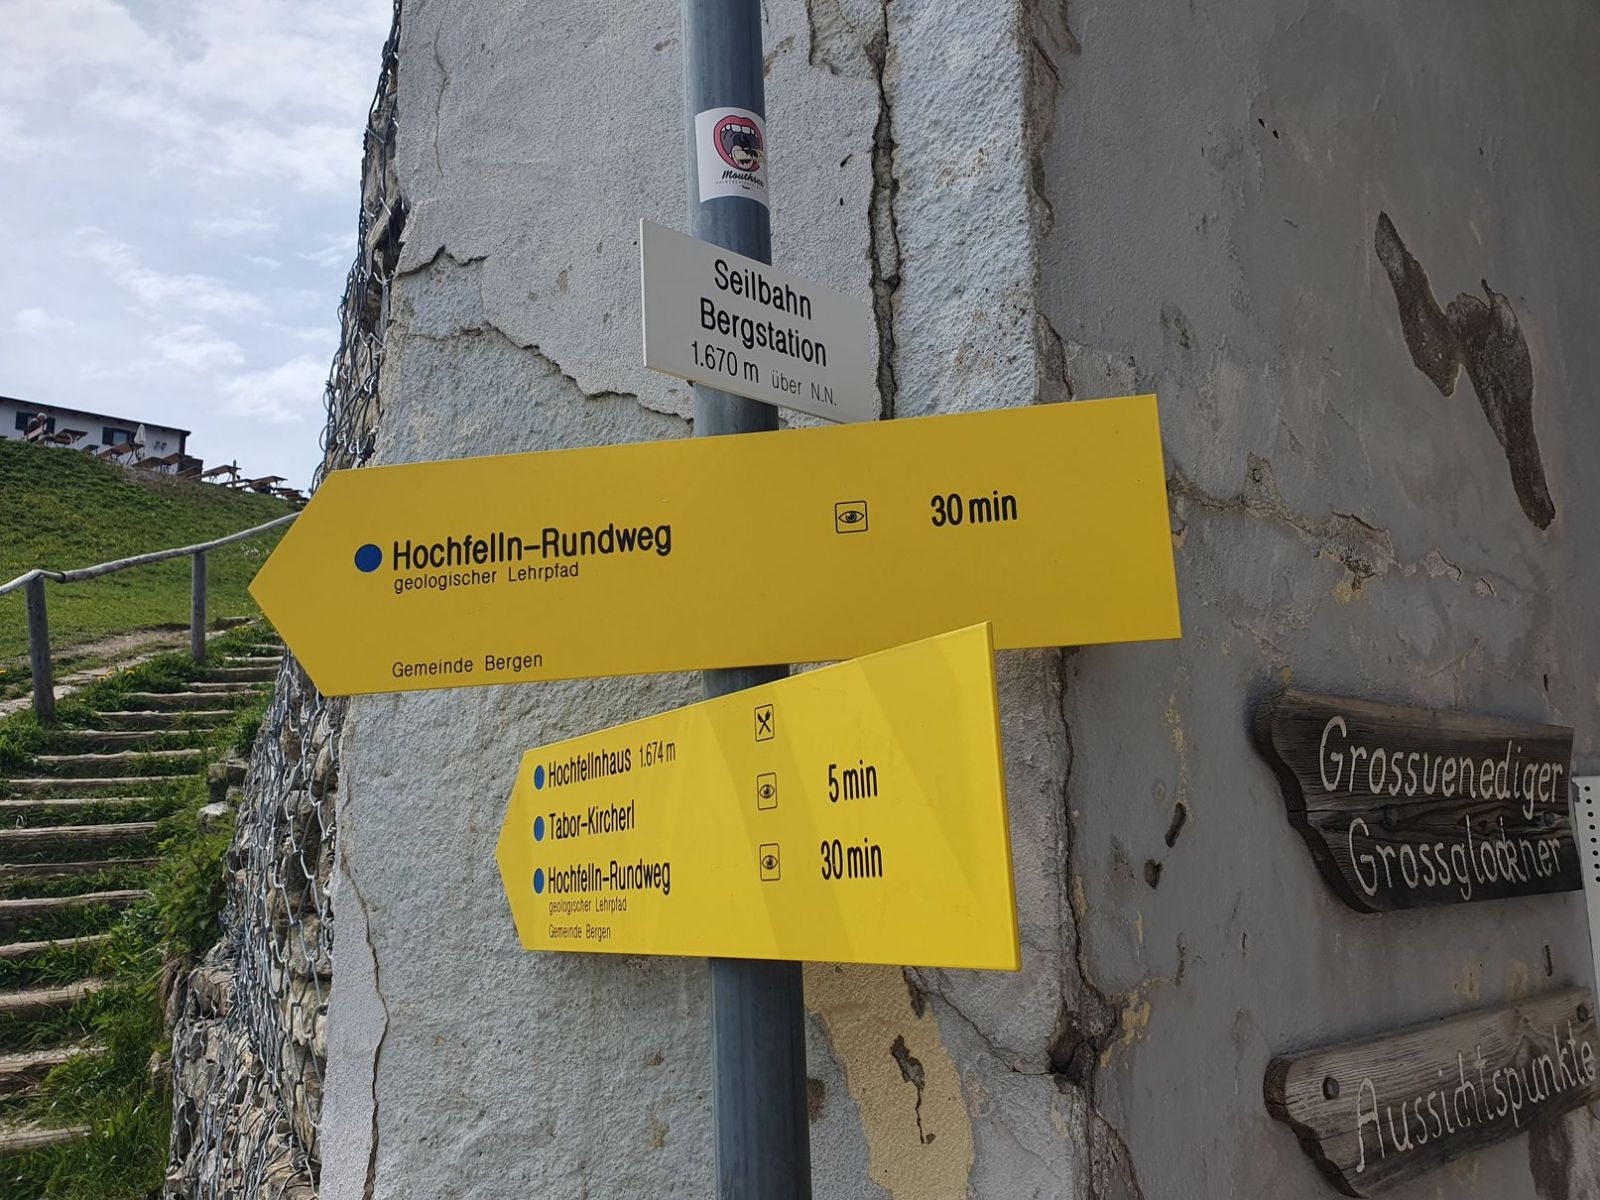 Mouchsen
Seilbahn
Bergstation
1.670 m über N.N.
Hochfelln-Rundweg
30 min
geologischer Lehrpfad
Gemeinde Bergen
Hochfellnhaus 1.674 m
Tabor-Kircherl
5 min
Hochfelln-Rundweg
30 min
geologischer Lehrpfad
Gemeinde Bergen
Grossvenediger
Grossglockner
Aussichtspunkte